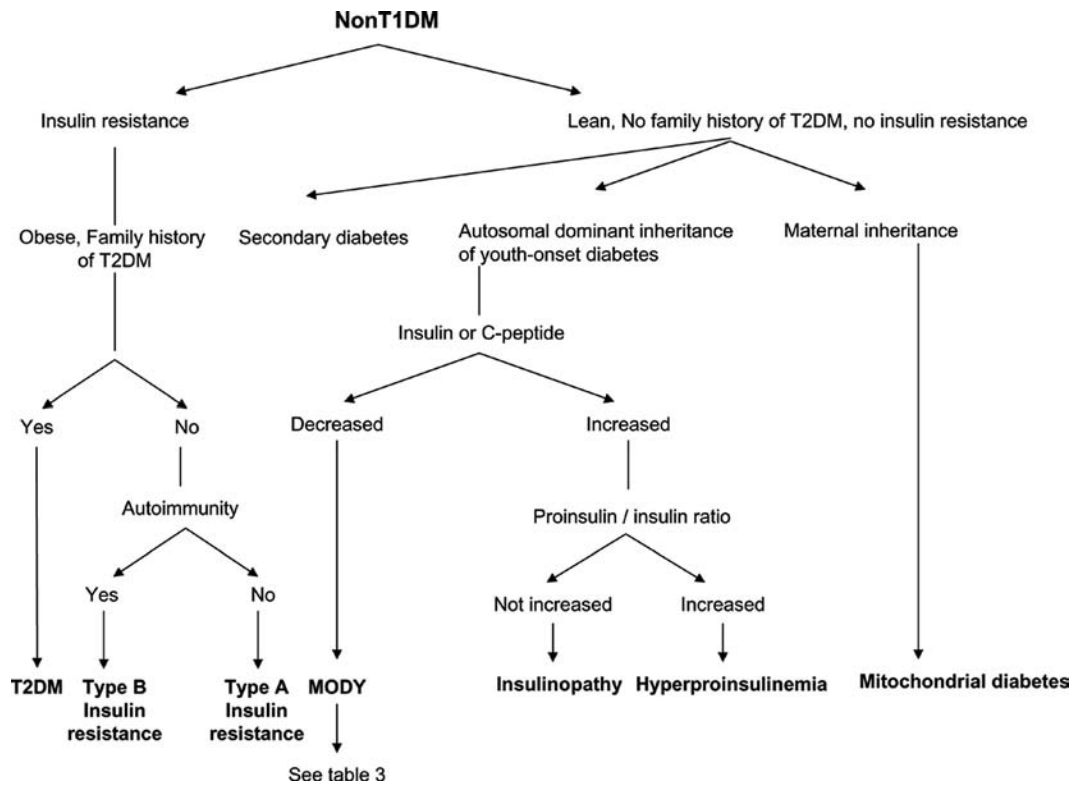 NonT1DM
Insulin resistance
Lean, No family history of T2DM, no insulin resistance
Obese, Family history
of T2DM
Secondary diabetes
Autosomal dominant inheritance
of youth-onset diabetes
Maternal inheritance
Insulin or C-peptide
Yes
No
Decreased
Increased
Autoimmunity
Proinsulin / insulin ratio
Yes
No
Not increased
Increased
T2DM
Type B
Insulin
resistance
Type A
Insulin
resistance
MODY
Insulinopathy
Hyperproinsulinemia
Mitochondrial diabetes
See table 3